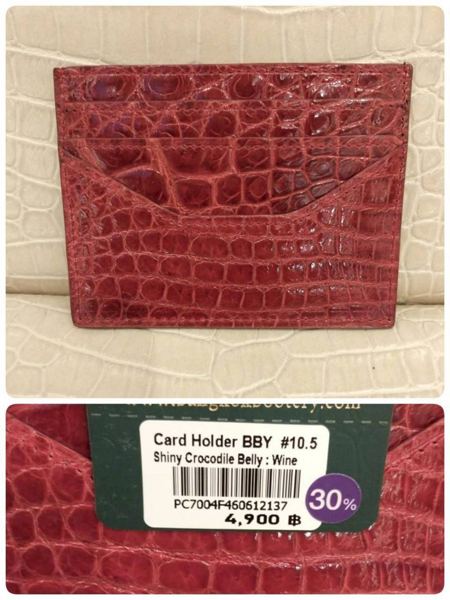 Card Holder BBY #10.5
Shiny Crocodile Belly : Wine
PC7004F460612137
4,900 ฿
30%